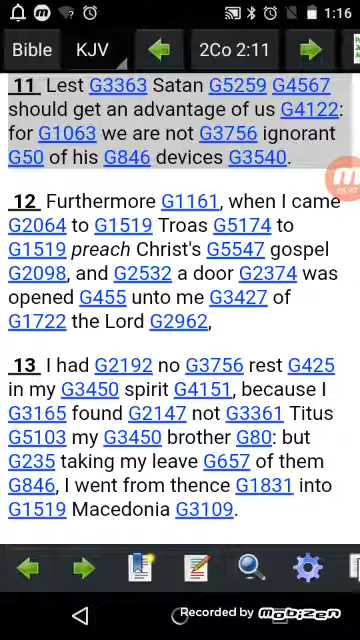 1:16
Bible KJV 2Co 2:11
11 Lest G3363 Satan G5259 G4567
should get an advantage of us G4122:
for G1063 we are not G3756 ignorant
G50 of his G846 devices G3540.
12 Furthermore G1161, when I came
G2064 to G1519 Troas G5174 to
G1519 preach Christ's G5547 gospel
G2098, and G2532 a door G2374 was
opened G455 unto me G3427 of
G1722 the Lord G2962,
13 I had G2192 no G3756 rest G425
in my G3450 spirit G4151, because I
G3165 found G2147 not G3361 Titus
G5103 my G3450 brother G80: but
G235 taking my leave G657 of them
G846, I went from thence G1831 into
G1519 Macedonia G3109.
Recorded by mobizen